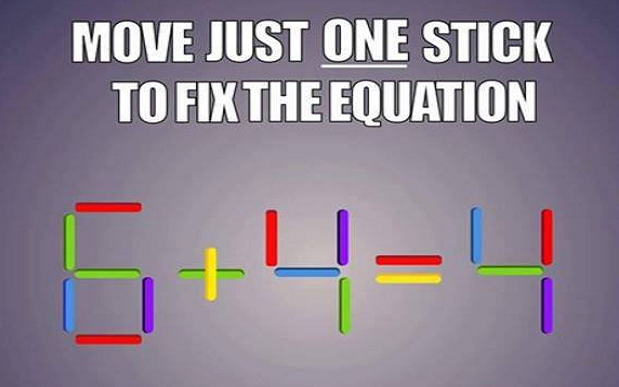 MOVE JUST ONE STICK
TO FIX THE EQUATION
6+4=4